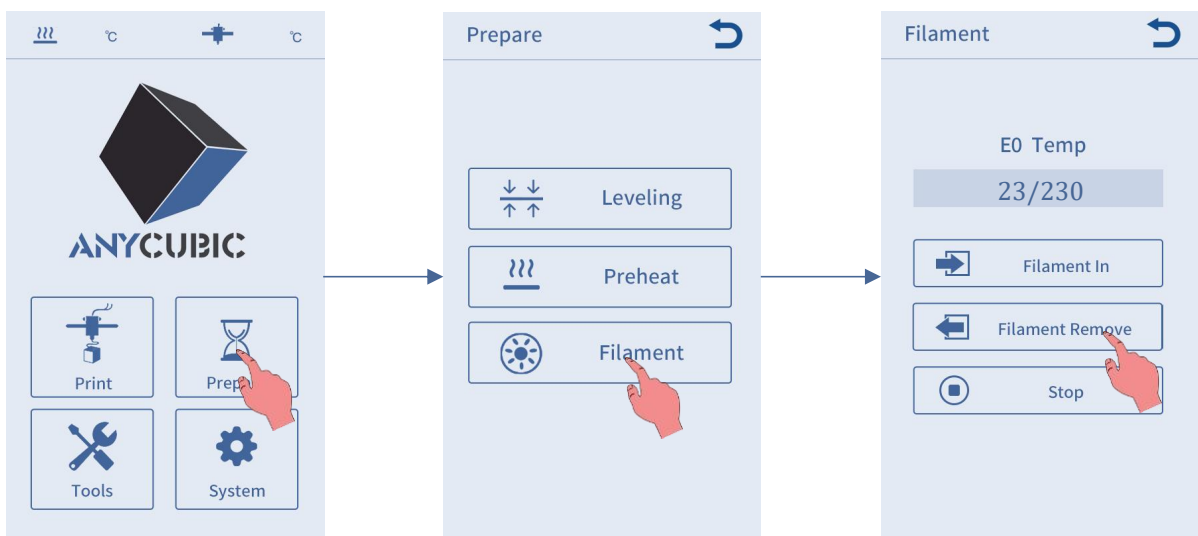 ℃
℃
ANYCUBIC
Print
Tools
System
Prepare
Leveling
Preheat
Filament
Filament
E0 Temp
23/230
Filament In
Filament Remove
Stop